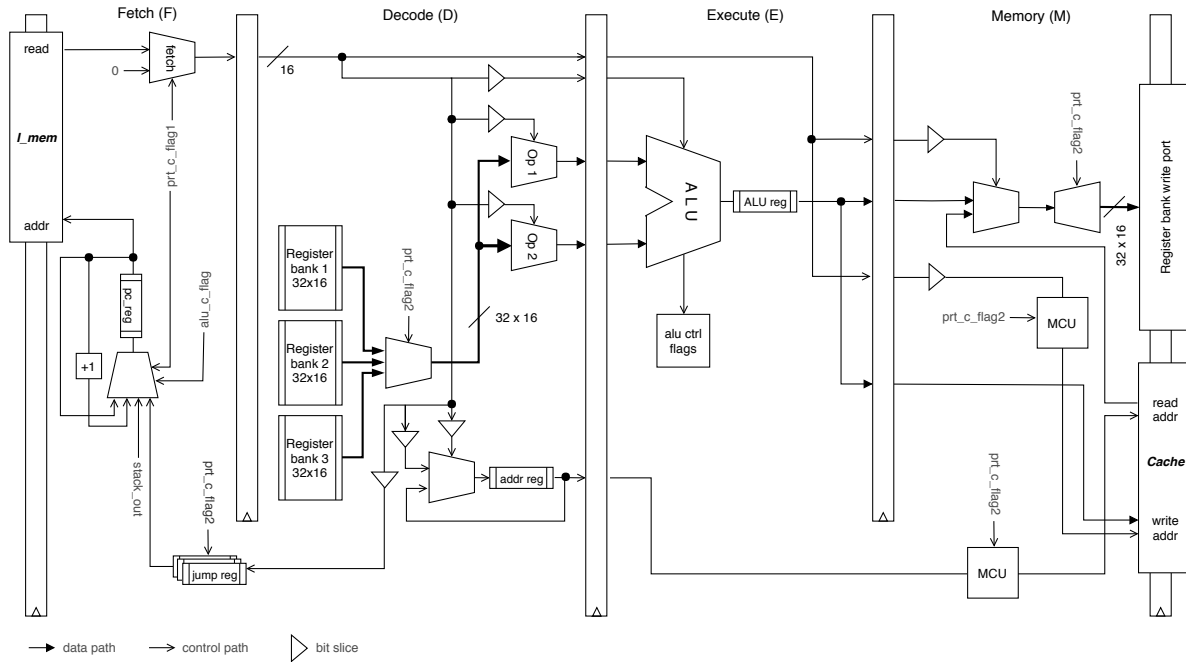 Fetch (F)
Decode (D)
Execute (E)
Memory (M)
read
I_mem
addr
fetch
0
prt_c_flag1
alu_c_flag
pc_reg
+1
stack_out
prt_c_flag2
jump reg
16
Register
bank 1
32x16
Register
bank 2
32x16
Register
bank 3
32x16
prt_c_flag2
32 x 16
Op 1
Op 2
addr reg
ALU
ALU reg
alu ctrl
flags
prt_c_flag2
32 x 16
Register bank write port
prt_c_flag2
MCU
prt_c_flag2
MCU
read
addr
Cache
write
addr
data path
control path
bit slice